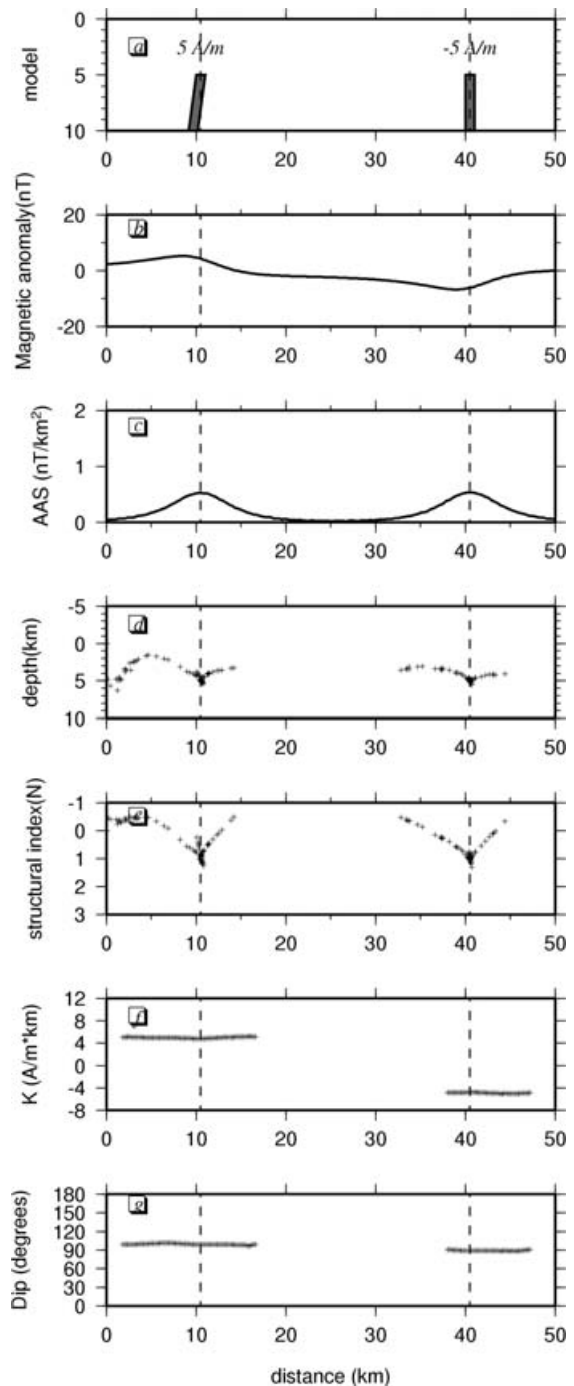 0
5
10
model
a
5 A/m
-5 A/m
0 10 20 30 40 50
20
0
-20
Magnetic anomaly(nT)
b
0 10 20 30 40 50
2
1
0
AAS (nT/km²)
c
0 10 20 30 40 50
-5
0
5
10
depth(km)
d
0 10 20 30 40 50
-1
0
1
2
3
structural index(N)
e
0 10 20 30 40 50
12
8
4
0
-4
-8
K (A/m*km)
f
0 10 20 30 40 50
180
150
120
90
60
30
0
Dip (degrees)
g
0 10 20 30 40 50
distance (km)